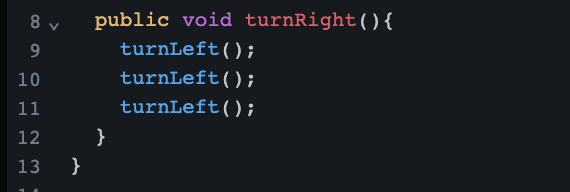 8 public void turnRight(){
9 turnLeft();
10 turnLeft();
11 turnLeft();
12 }
13 }